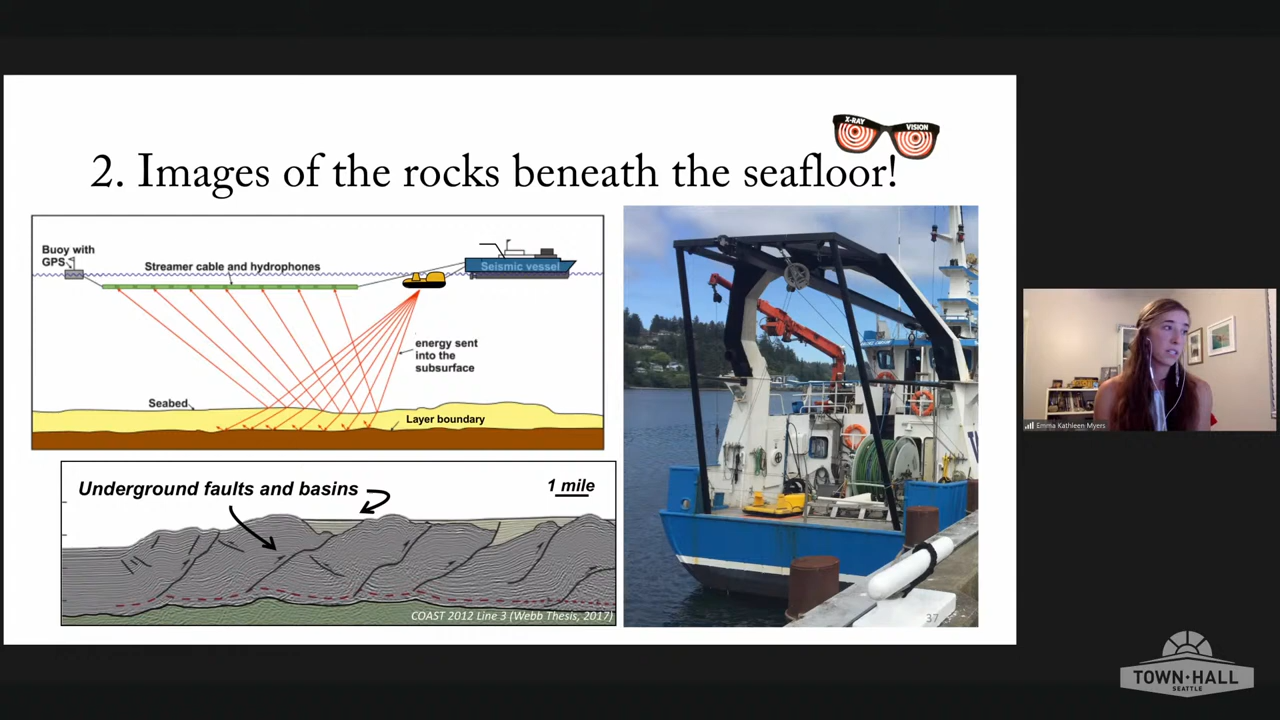 X-RAY
VISION
2. Images of the rocks beneath the seafloor!
Buoy with
GPS
Streamer cable and hydrophones
Seismic vessel
energy sent
into the
subsurface
Seabed
Layer boundary
Underground faults and basins
1 mile
COAST 2012 Line 3 (Webb Thesis, 2017)
37
Emma Kathleen Myers
TOWN·HALL
SEATTLE